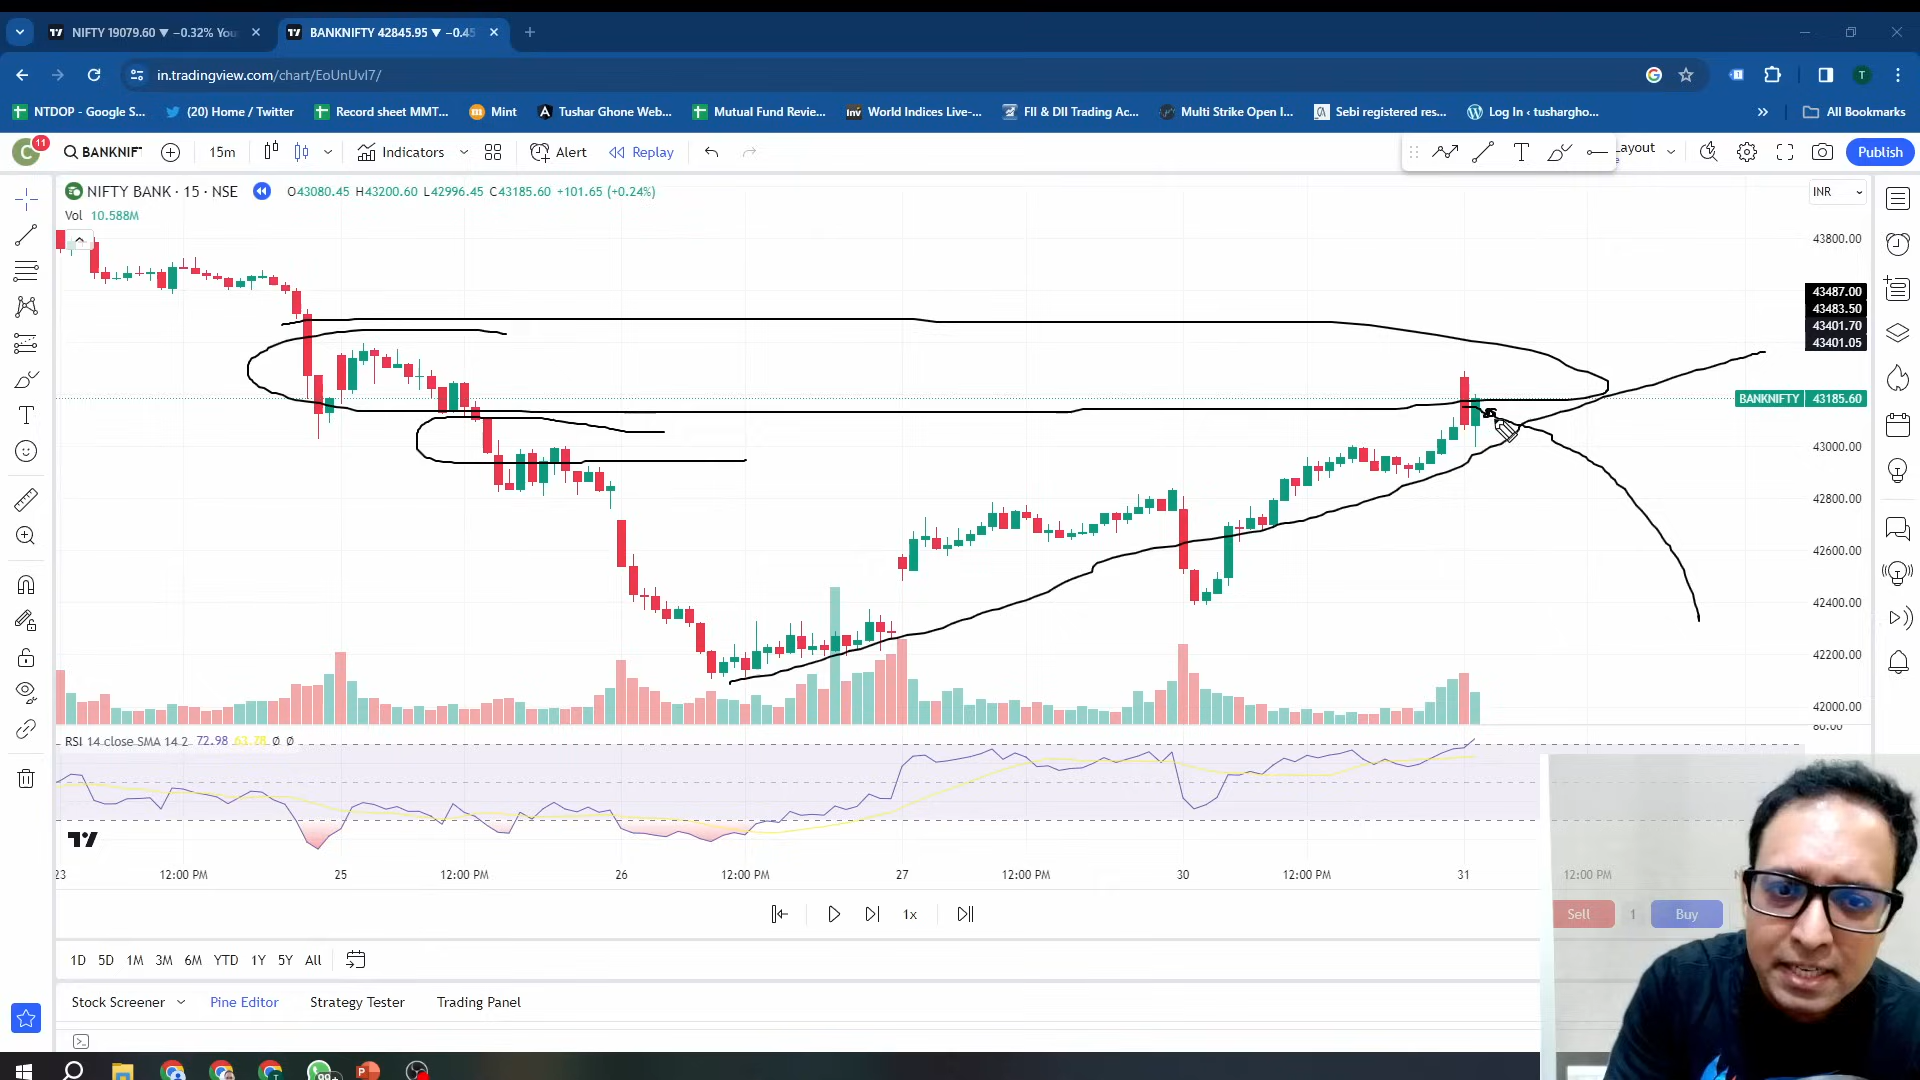 NIFTY 19079.60 ▼ −0.32% You
BANKNIFTY 42845.95 ▼ −0.45
in.tradingview.com/chart/EoUnUvI7/
NTDOP - Google S...
(20) Home / Twitter
Record sheet MMT...
Mint
Tushar Ghone Web...
Mutual Fund Review...
World Indices Live-...
FII & DII Trading Ac...
Multi Strike Open I...
Sebi registered res...
Log In ‹ tushargho...
All Bookmarks
C 11
BANKNIF
15m
Indicators
Alert
Replay
Layout
Publish
NIFTY BANK · 15 · NSE
O43080.45 H43200.60 L42996.45 C43185.60 +101.65 (+0.24%)
INR
Vol 10.588M
43800.00
43487.00
43483.50
43401.70
43401.05
BANKNIFTY 43185.60
43000.00
42800.00
42600.00
42400.00
42200.00
42000.00
80.00
RSI 14 close SMA 14 2 72.98 63.78 Ø Ø
23 12:00 PM 25 12:00 PM 26 12:00 PM 27 12:00 PM 30 12:00 PM 31 12:00 PM
1x
Sell 1 Buy
1D 5D 1M 3M 6M YTD 1Y 5Y All
Stock Screener Pine Editor Strategy Tester Trading Panel
99+